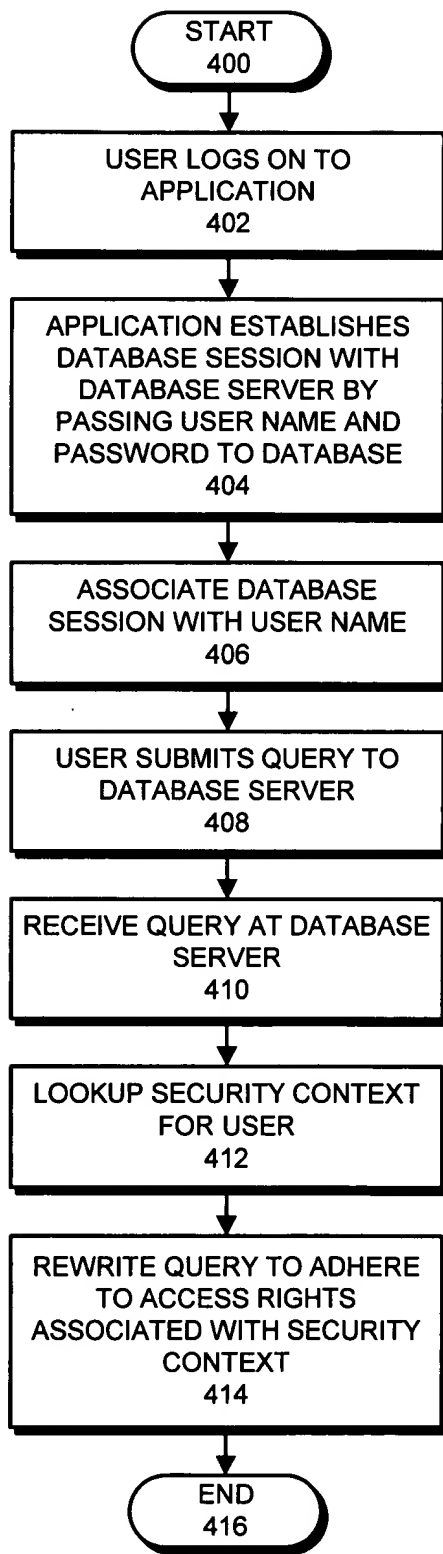 START
400
USER LOGS ON TO
APPLICATION
402
APPLICATION ESTABLISHES
DATABASE SESSION WITH
DATABASE SERVER BY
PASSING USER NAME AND
PASSWORD TO DATABASE
404
ASSOCIATE DATABASE
SESSION WITH USER NAME
406
USER SUBMITS QUERY TO
DATABASE SERVER
408
RECEIVE QUERY AT DATABASE
SERVER
410
LOOKUP SECURITY CONTEXT
FOR USER
412
REWRITE QUERY TO ADHERE
TO ACCESS RIGHTS
ASSOCIATED WITH SECURITY
CONTEXT
414
END
416